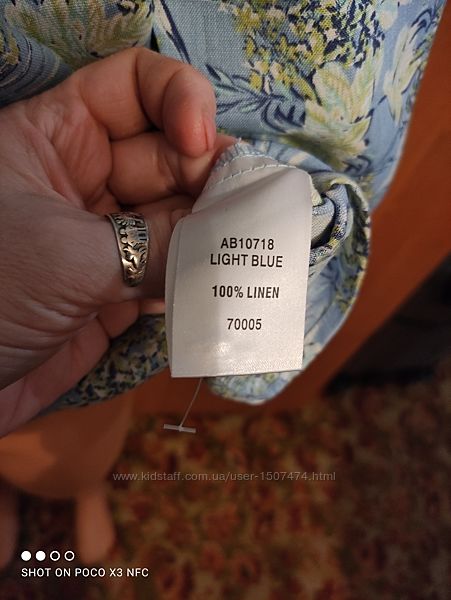 AB10718
LIGHT BLUE
100% LINEN
70005
www.kidstaff.com.ua/user-1507474.html
SHOT ON POCO X3 NFC